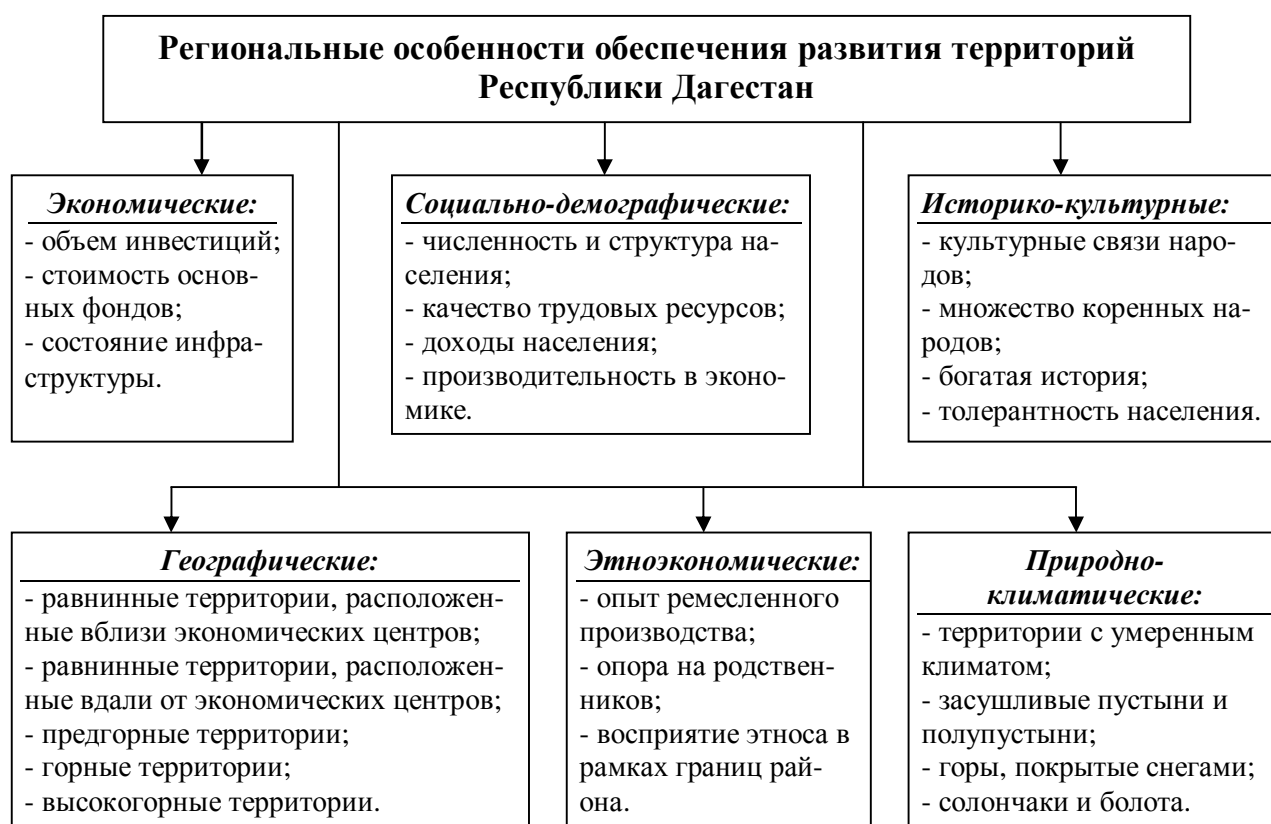 Региональные особенности обеспечения развития территорий
Республики Дагестан
Экономические:
- объем инвестиций;
- стоимость основ-
ных фондов;
- состояние инфра-
структуры.
Социально-демографические:
- численность и структура на-
селения;
- качество трудовых ресурсов;
- доходы населения;
- производительность в эконо-
мике.
Историко-культурные:
- культурные связи наро-
дов;
- множество коренных на-
родов;
- богатая история;
- толерантность населения.
Географические:
- равнинные территории, расположен-
ные вблизи экономических центров;
- равнинные территории, расположен-
ные вдали от экономических центров;
- предгорные территории;
- горные территории;
- высокогорные территории.
Этноэкономические:
- опыт ремесленного
производства;
- опора на родствен-
ников;
- восприятие этноса в
рамках границ рай-
она.
Природно-
климатические:
- территории с умеренным
климатом;
- засушливые пустыни и
полупустыни;
- горы, покрытые снегами;
- солончаки и болота.